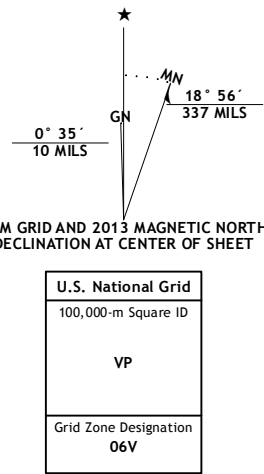 ★
MN
GN
18° 56´
337 MILS
0° 35´
10 MILS
M GRID AND 2013 MAGNETIC NORTH
DECLINATION AT CENTER OF SHEET
U.S. National Grid
100,000-m Square ID
VP
Grid Zone Designation
06V